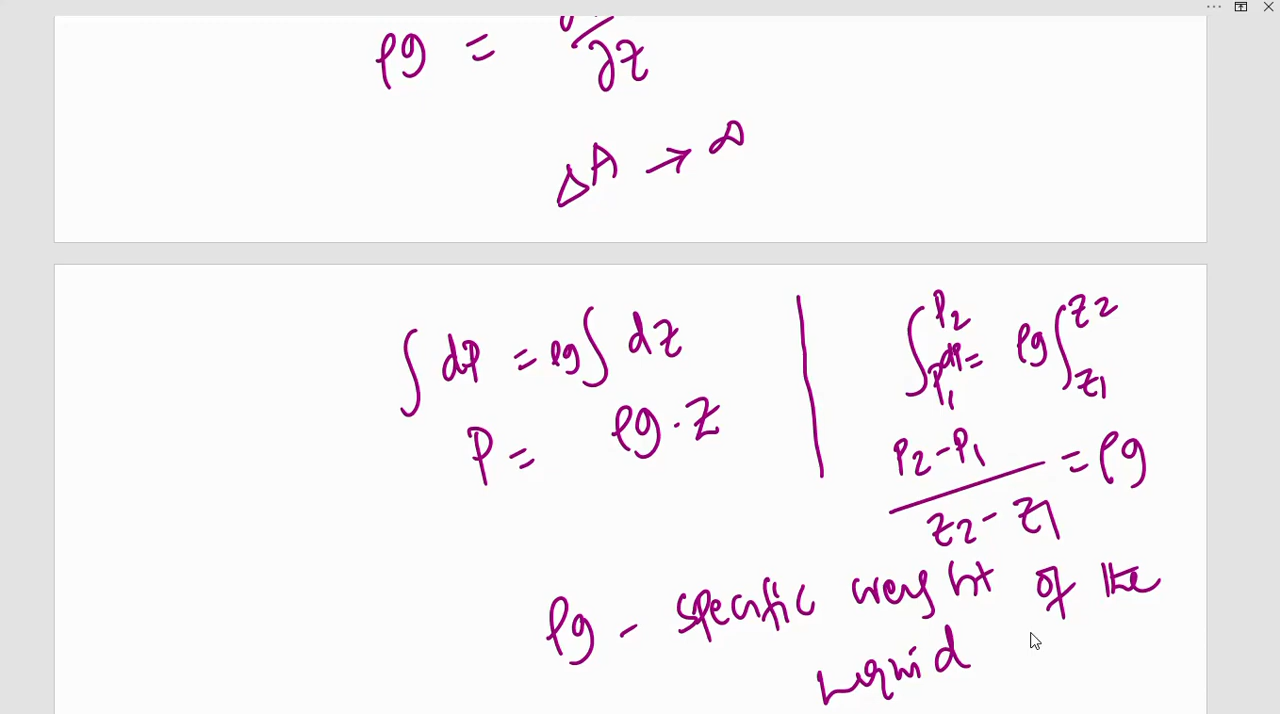 ρg = ∂z
ΔA → ∞
∫ dP = ρg ∫ dz
P = ρg · z
∫ P2 P1 dP = ρg ∫ z2 z1
P2 - P1 / z2 - z1 = ρg
ρg - specific weight of the
liquid